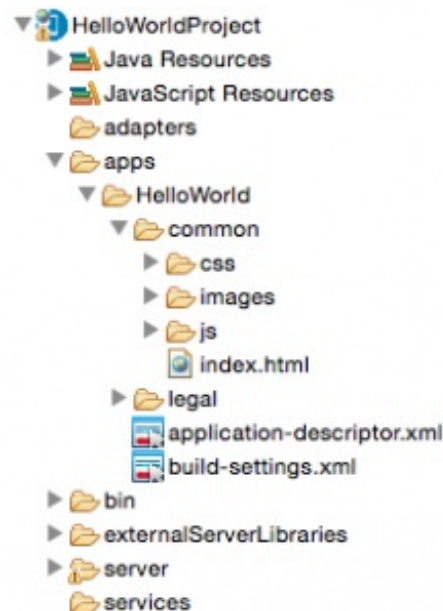 HelloWorldProject
Java Resources
JavaScript Resources
adapters
apps
HelloWorld
common
css
images
js
index.html
legal
application-descriptor.xml
build-settings.xml
bin
externalServerLibraries
server
services